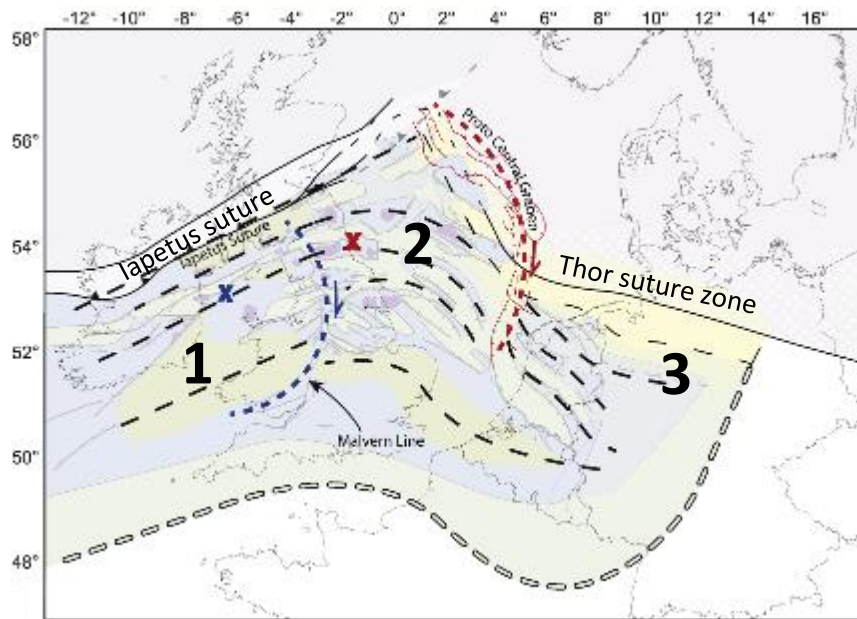 -12° -10° -8° -6° -4° -2° 0° 2° 4° 6° 8° 10° 12° 14° 16°
58°
56°
54°
52°
50°
48°
Proto Central Graben
Iapetus suture
Iapetus Suture
2
x
x
Thor suture zone
1
3
Malvern Line